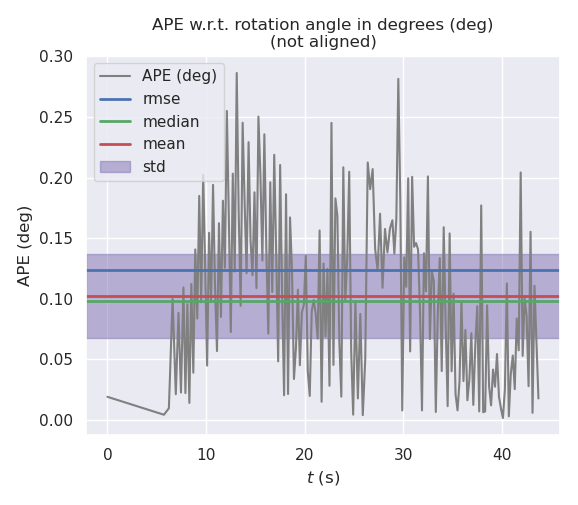 APE w.r.t. rotation angle in degrees (deg)
(not aligned)
APE (deg)
rmse
median
mean
std
APE (deg)
0.30
0.25
0.20
0.15
0.10
0.05
0.00
0 10 20 30 40
t (s)